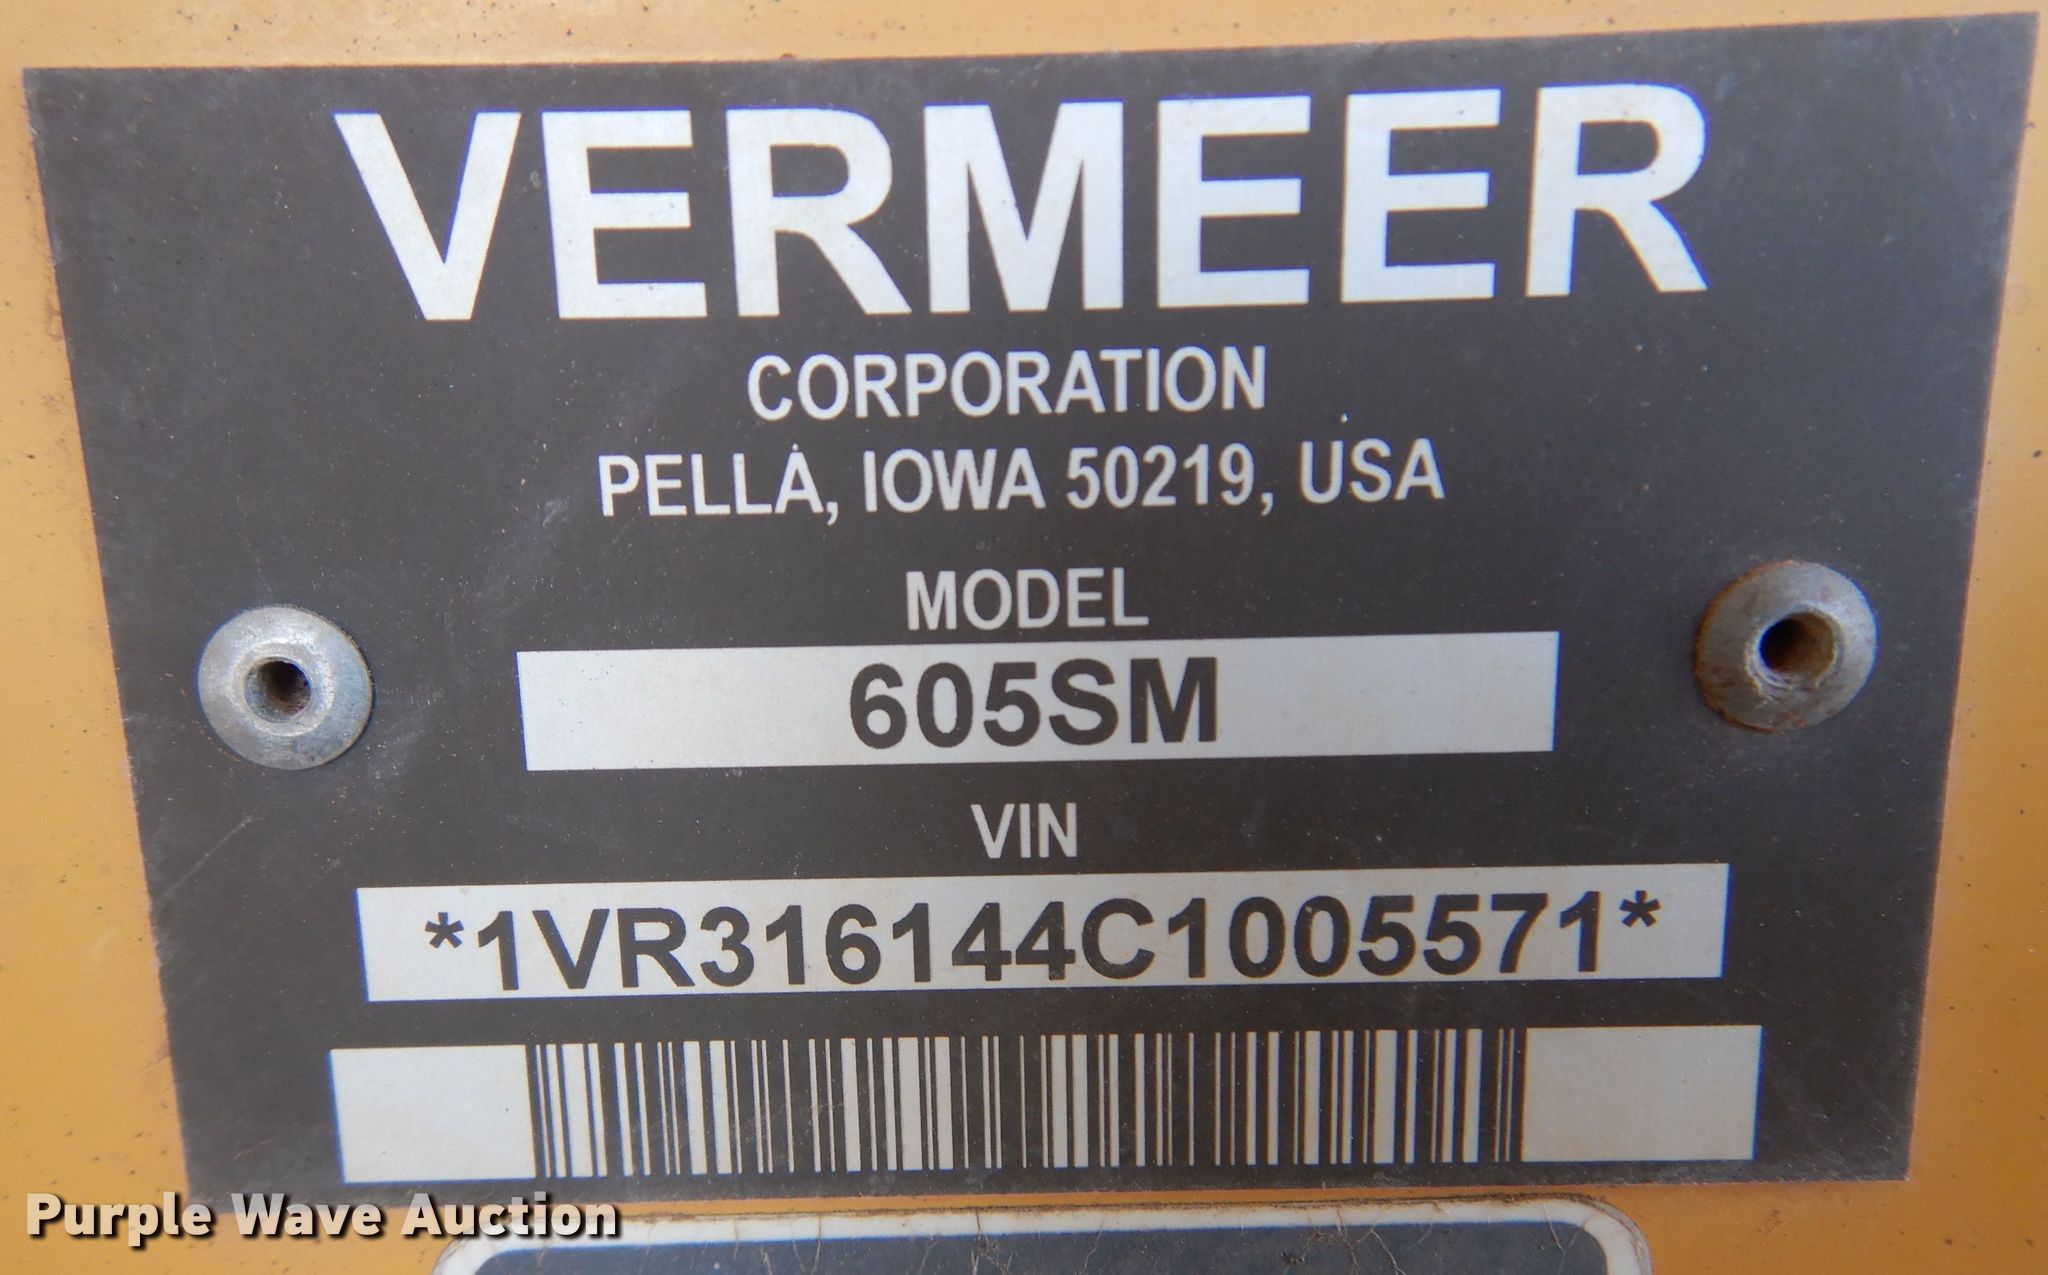 VERMEER
CORPORATION
PELLA, IOWA 50219, USA
MODEL
605SM
VIN
*1VR316144C1005571*
Purple Wave Auction